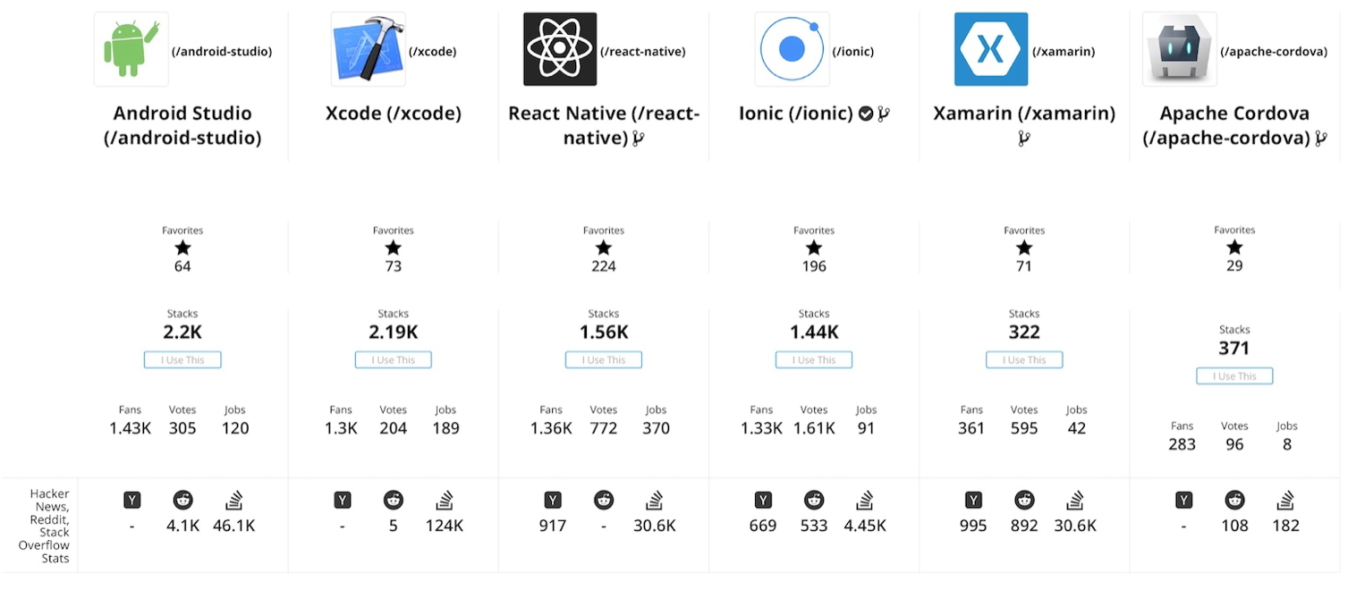 (/android-studio)
Android Studio
(/android-studio)
(/xcode)
Xcode (/xcode)
(/react-native)
React Native (/react-
native)
(/ionic)
Ionic (/ionic)
(/xamarin)
Xamarin (/xamarin)
(/apache-cordova)
Apache Cordova
(/apache-cordova)
Favorites
64
Favorites
73
Favorites
224
Favorites
196
Favorites
71
Favorites
29
Stacks
2.2K
I Use This
Stacks
2.19K
I Use This
Stacks
1.56K
I Use This
Stacks
1.44K
I Use This
Stacks
322
I Use This
Stacks
371
I Use This
Fans Votes Jobs
1.43K 305 120
Fans Votes Jobs
1.3K 204 189
Fans Votes Jobs
1.36K 772 370
Fans Votes Jobs
1.33K 1.61K 91
Fans Votes Jobs
361 595 42
Fans Votes Jobs
283 96 8
Hacker
News,
Reddit,
Stack
Overflow
Stats
Y
- 4.1K 46.1K
Y
- 5 124K
Y
917 - 30.6K
Y
669 533 4.45K
Y
995 892 30.6K
Y
- 108 182